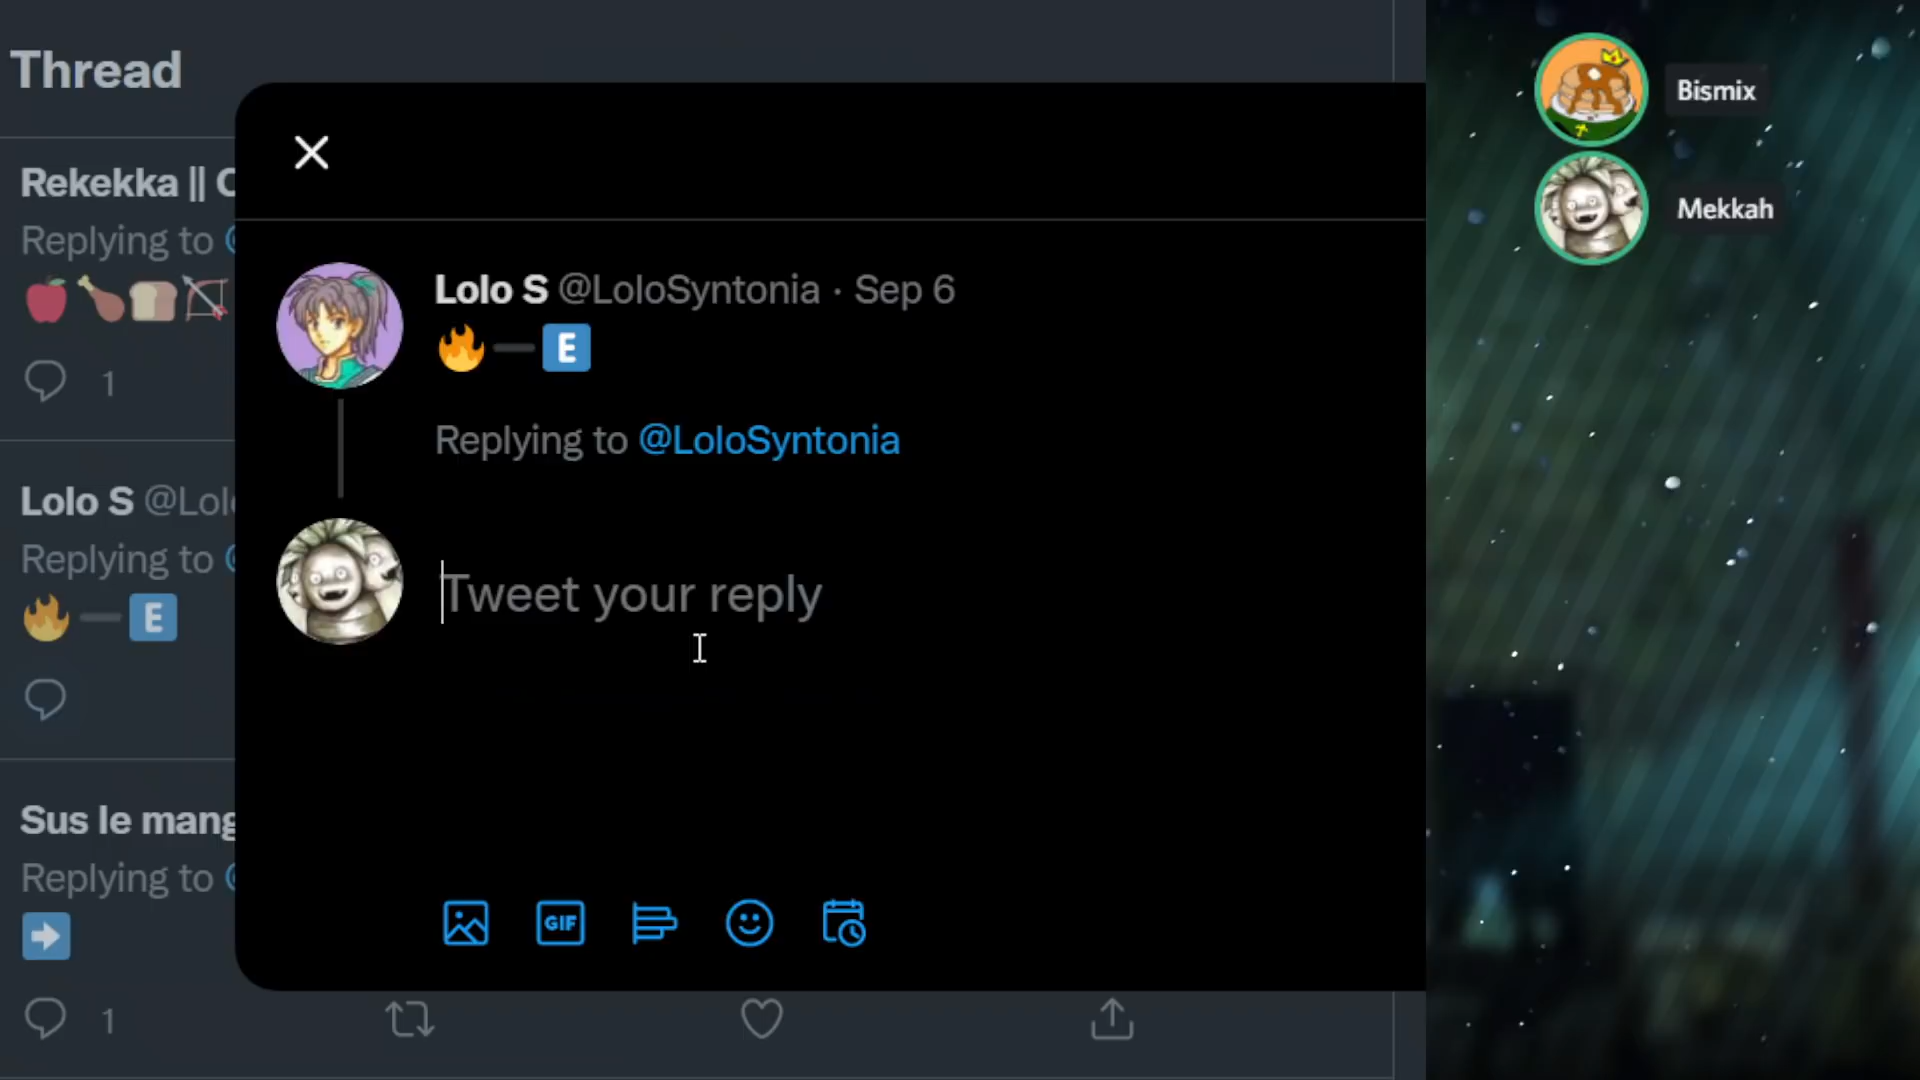 Thread
Rekekka || C
Replying to @
1
Lolo S @Lolo
Replying to @
🔥➖E
Sus le mang
Replying to @
1
Lolo S @LoloSyntonia · Sep 6
🔥➖E
Replying to @LoloSyntonia
Tweet your reply
GIF
Bismix
Mekkah